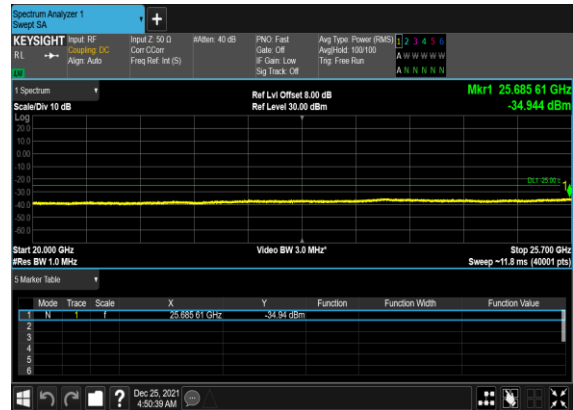 Spectrum Analyzer 1
Swept SA
+
KEYSIGHT Input: RF Input Z: 50 Ω #Atten: 40 dB PNO: Fast Avg Type: Power (RMS) 1 2 3 4 5 6
RL Coupling: DC Corr CCorr Gate: Off Avg|Hold: 100/100 A W W W W W
Align: Auto Freq Ref: Int (S) IF Gain: Low Trig: Free Run
Sig Track: Off A N N N N N
1 Spectrum Ref Lvl Offset 8.00 dB Mkr1 25.685 61 GHz
Scale/Div 10 dB Ref Level 30.00 dBm -34.944 dBm
Log
20.0
10.0
0.00
-10.0
-20.0 DL1 -25.00
-30.0 1
-40.0
-50.0
-60.0
Start 20.000 GHz Video BW 3.0 MHz* Stop 25.700 GHz
#Res BW 1.0 MHz Sweep ~11.8 ms (40001 pts)
5 Marker Table
Mode Trace Scale X Y Function Function Width Function Value
1 N 1 f 25.685 61 GHz -34.94 dBm
2
3
4
5
6
? Dec 25, 2021
4:50:39 AM